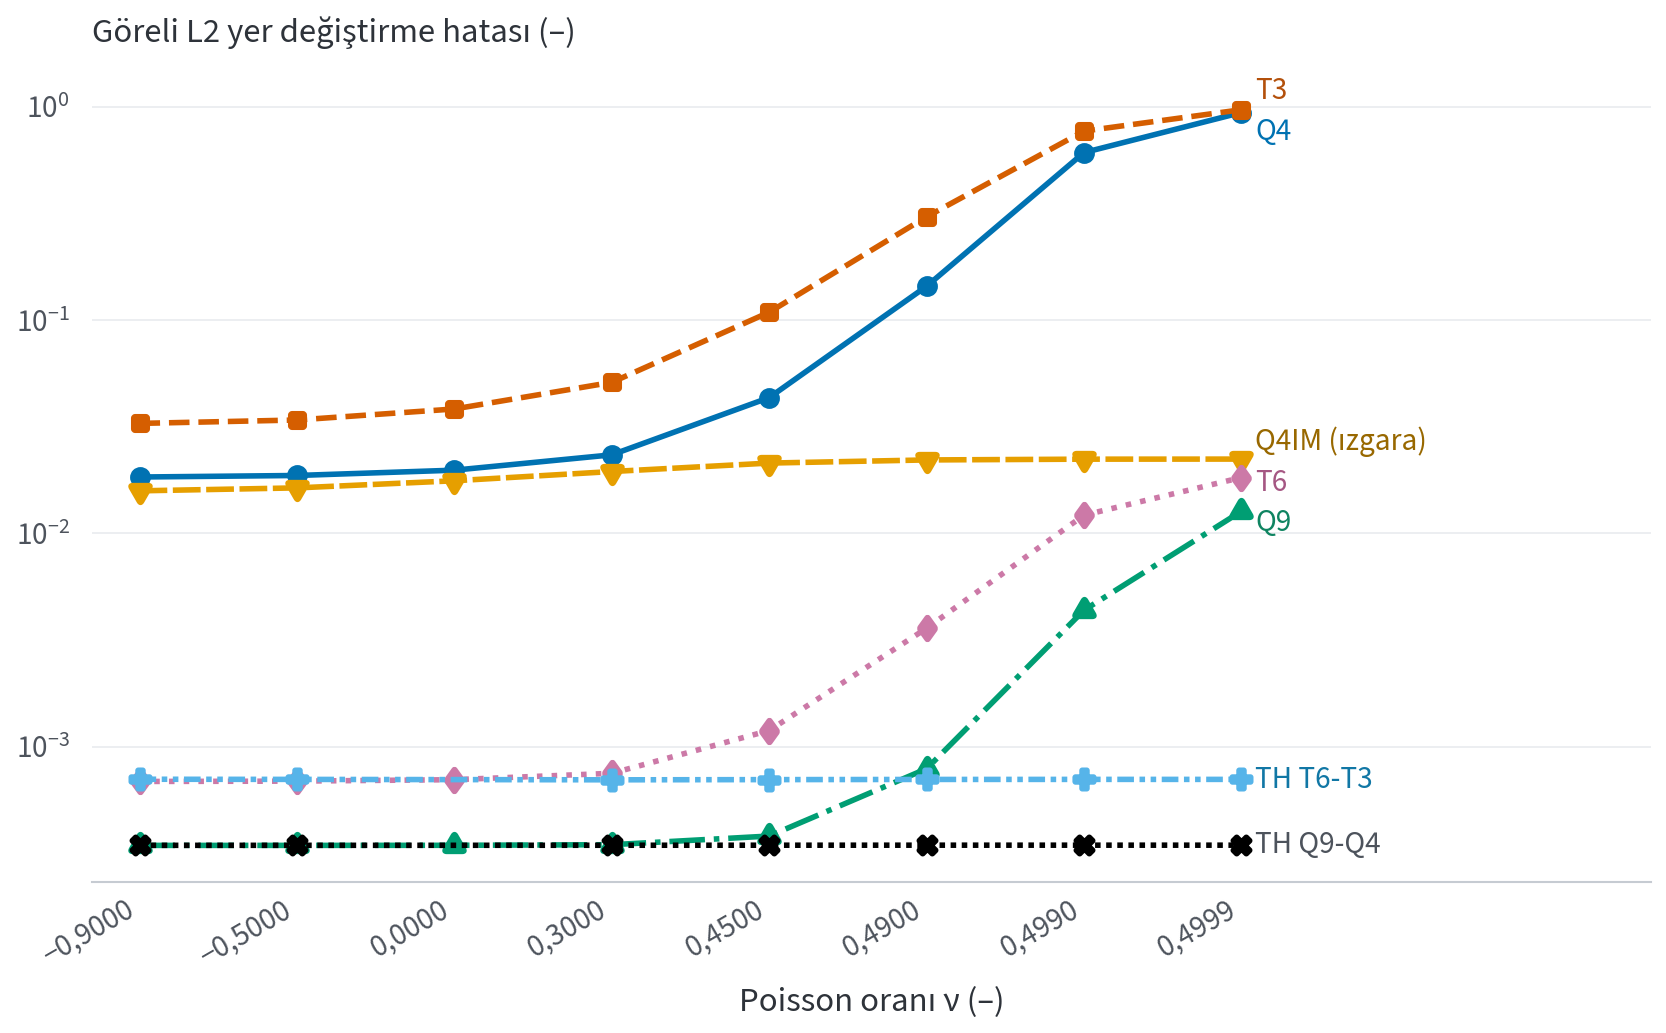 Göreli L2 yer değiştirme hatası (–)
10⁰
10⁻¹
10⁻²
10⁻³
T3
Q4
Q4IM (ızgara)
T6
Q9
TH T6-T3
TH Q9-Q4
–0,9000
–0,5000
0,0000
0,3000
0,4500
0,4900
0,4990
0,4999
Poisson oranı ν (–)